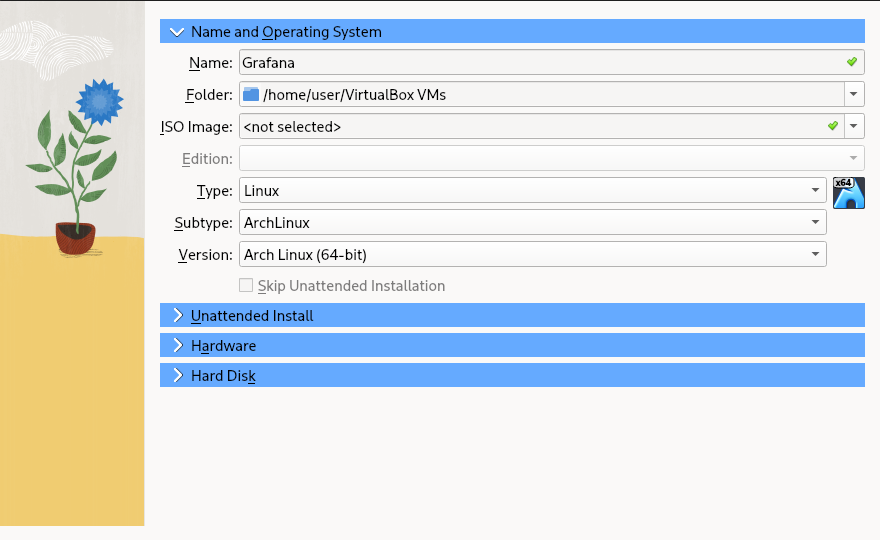 Name and Operating System
Name: Grafana
Folder: /home/user/VirtualBox VMs
ISO Image: <not selected>
Edition:
Type: Linux x64
Subtype: ArchLinux
Version: Arch Linux (64-bit)
Skip Unattended Installation
Unattended Install
Hardware
Hard Disk